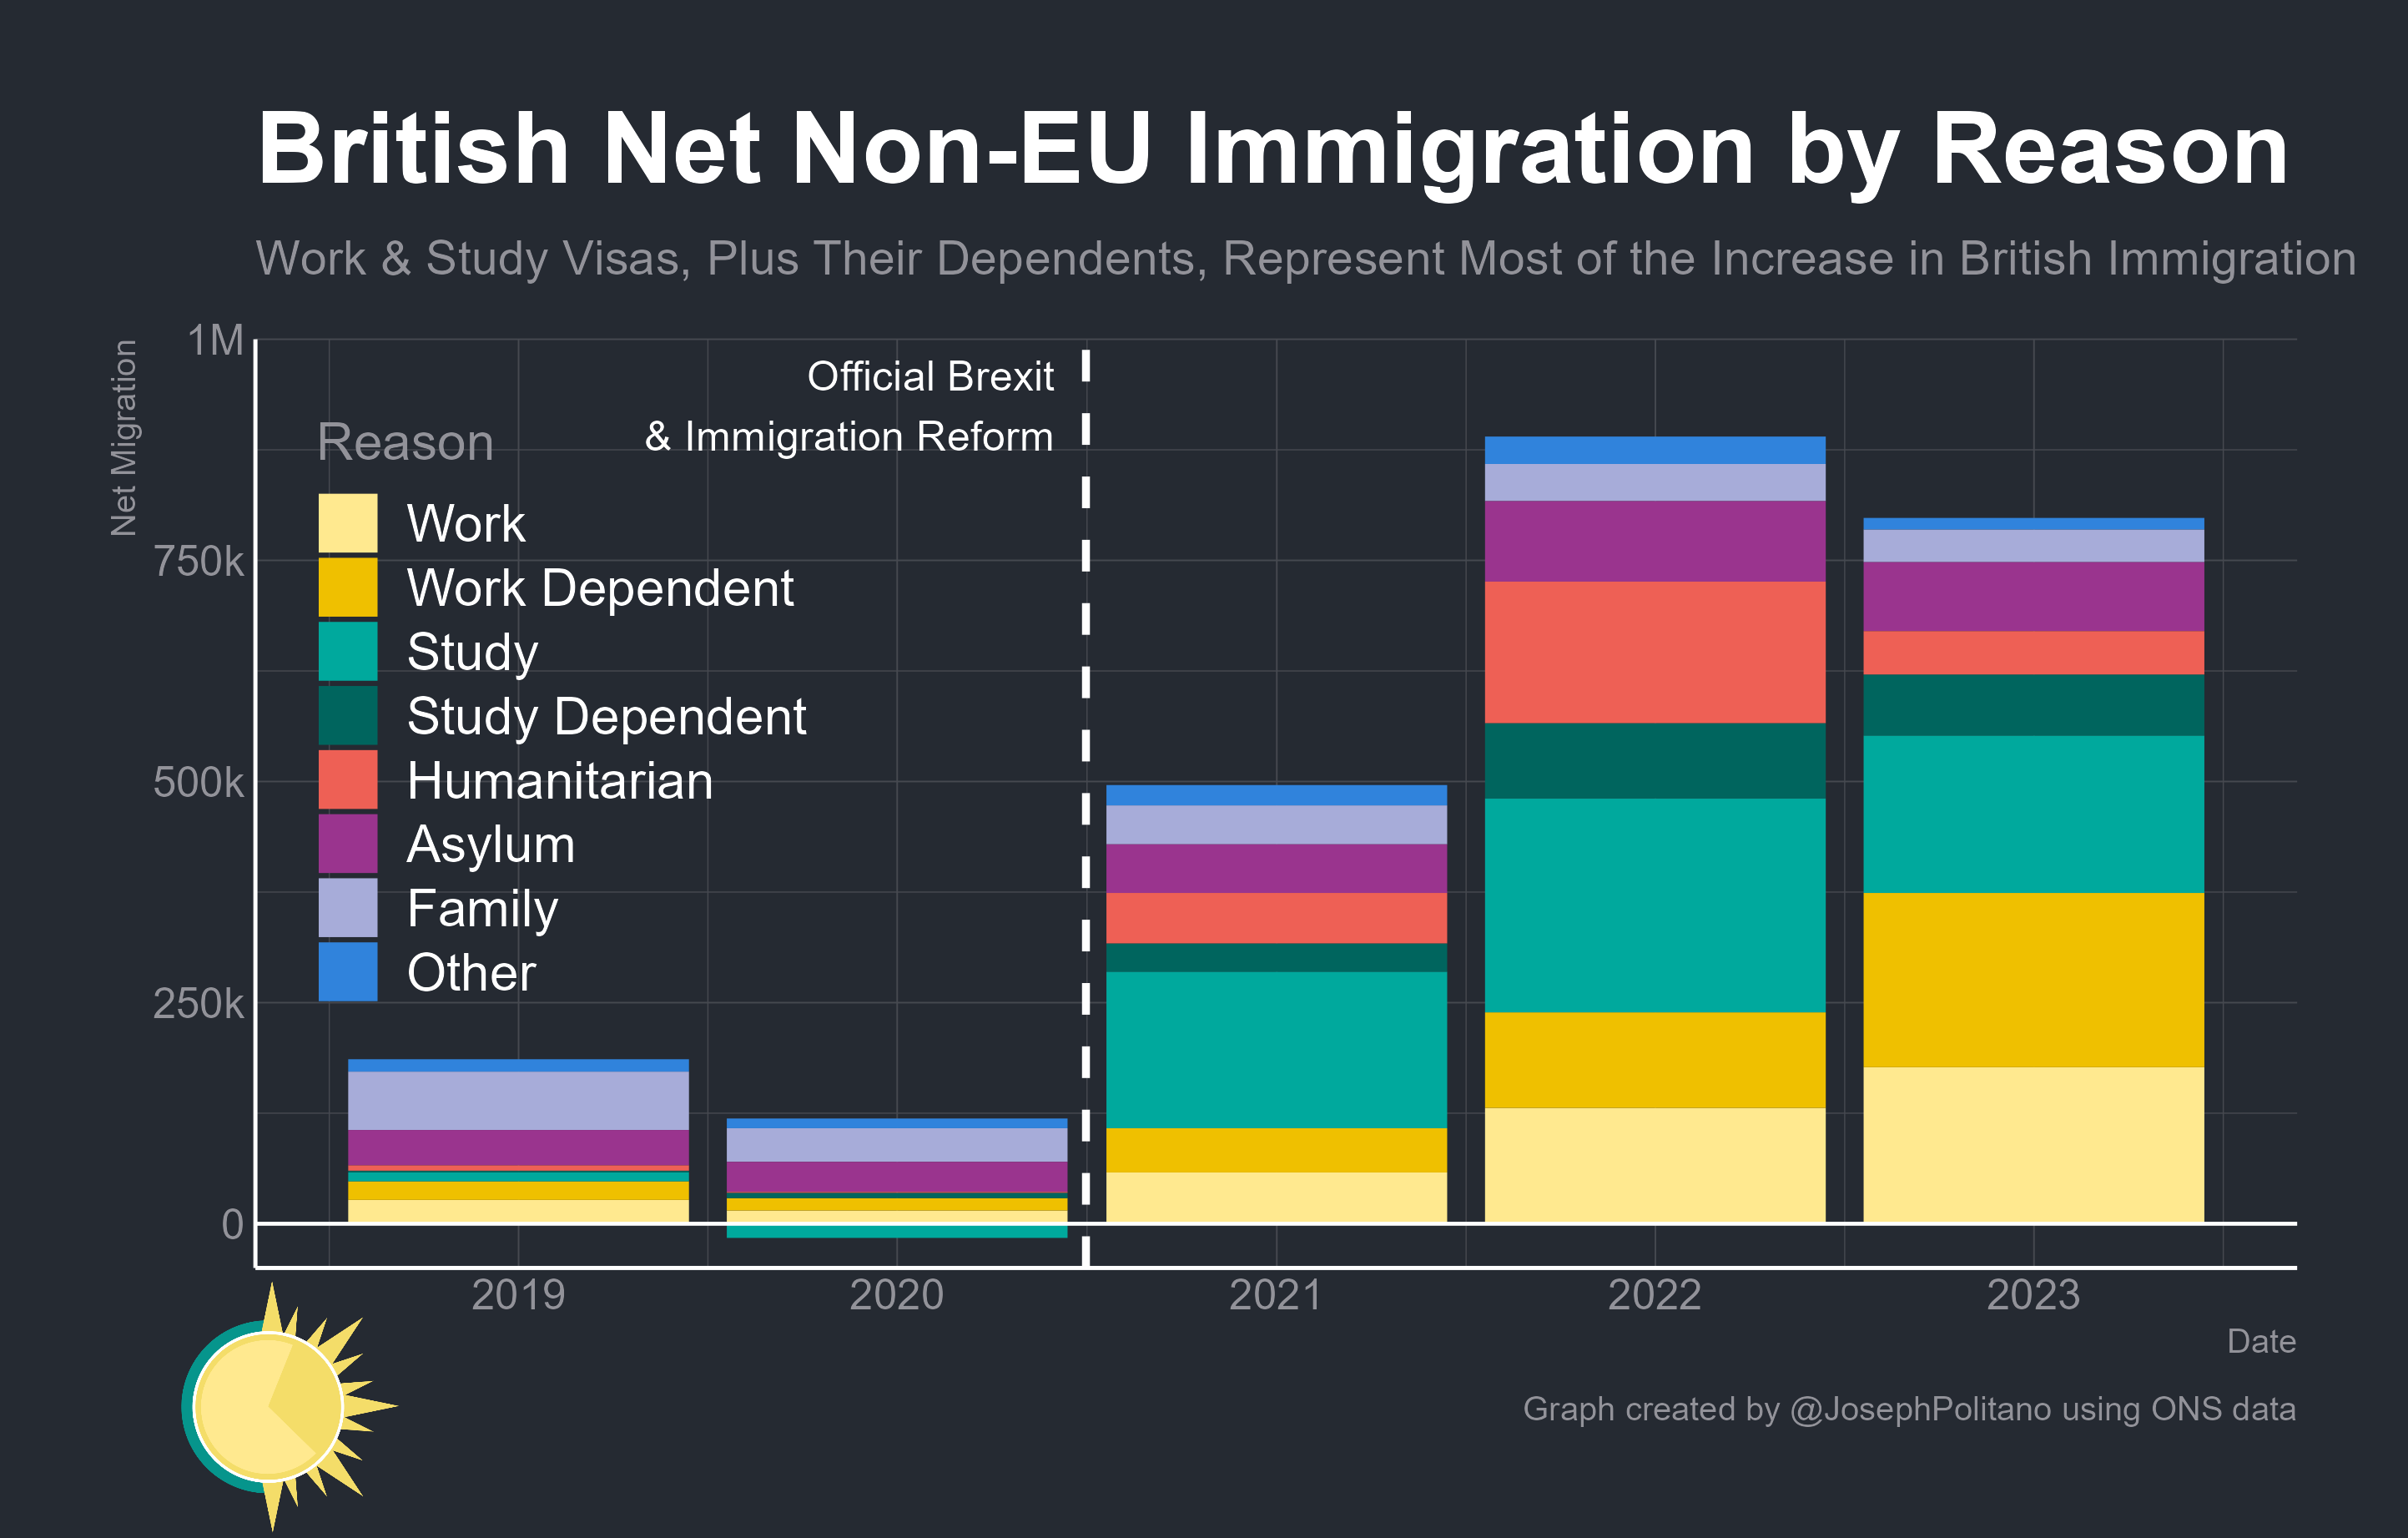 British Net Non-EU Immigration by Reason
Work & Study Visas, Plus Their Dependents, Represent Most of the Increase in British Immigration
Net Migration
1M
750k
500k
250k
0
Official Brexit
& Immigration Reform
Reason
Work
Work Dependent
Study
Study Dependent
Humanitarian
Asylum
Family
Other
2019
2020
2021
2022
2023
Date
Graph created by @JosephPolitano using ONS data